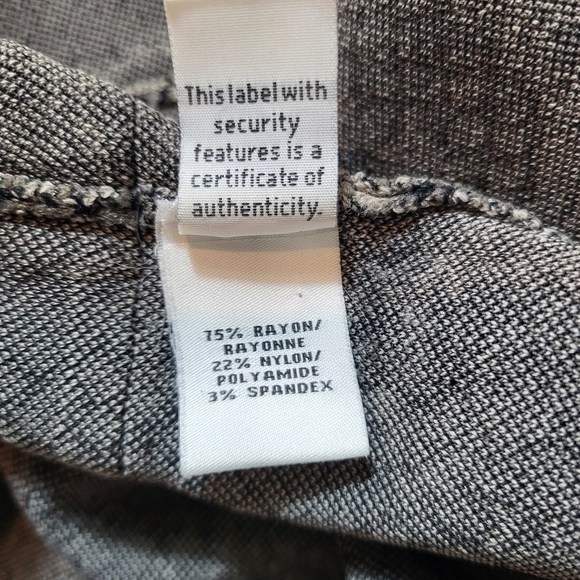 This label with
security
features is a
certificate of
authenticity.
75% RAYON/
RAYONNE
22% NYLON/
POLYAMIDE
3% SPANDEX